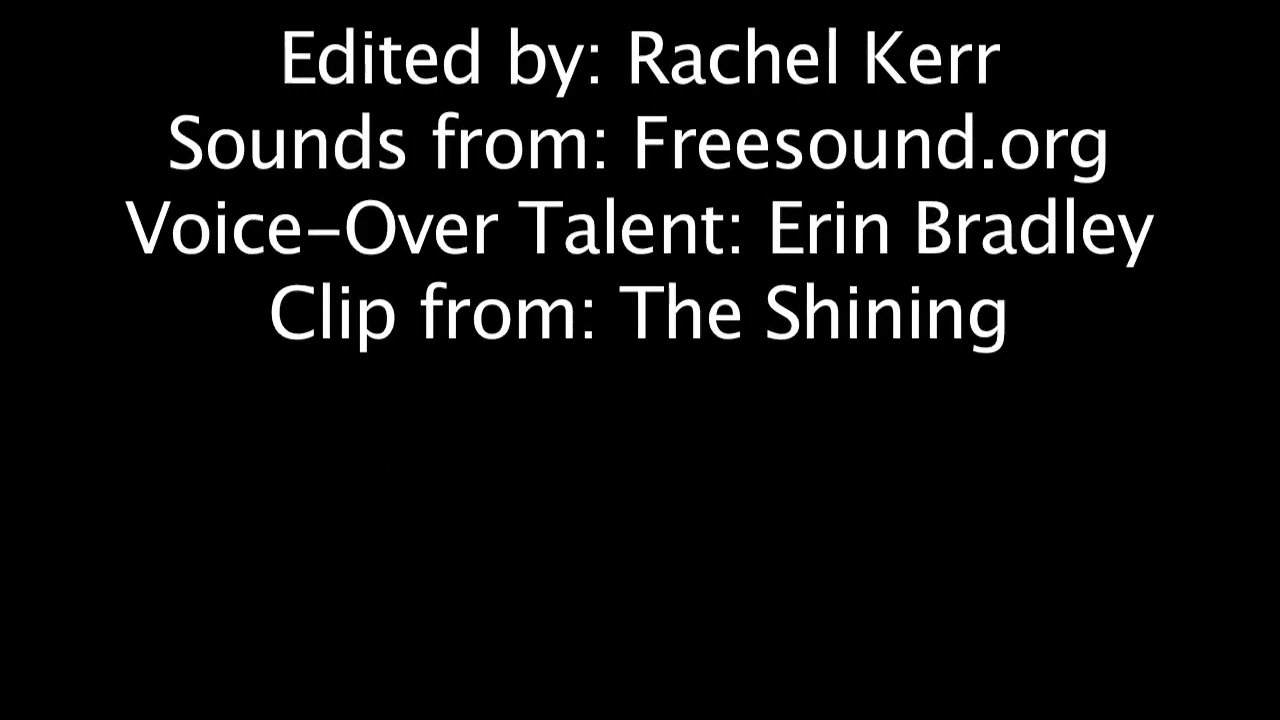 Edited by: Rachel Kerr
Sounds from: Freesound.org
Voice-Over Talent: Erin Bradley
Clip from: The Shining